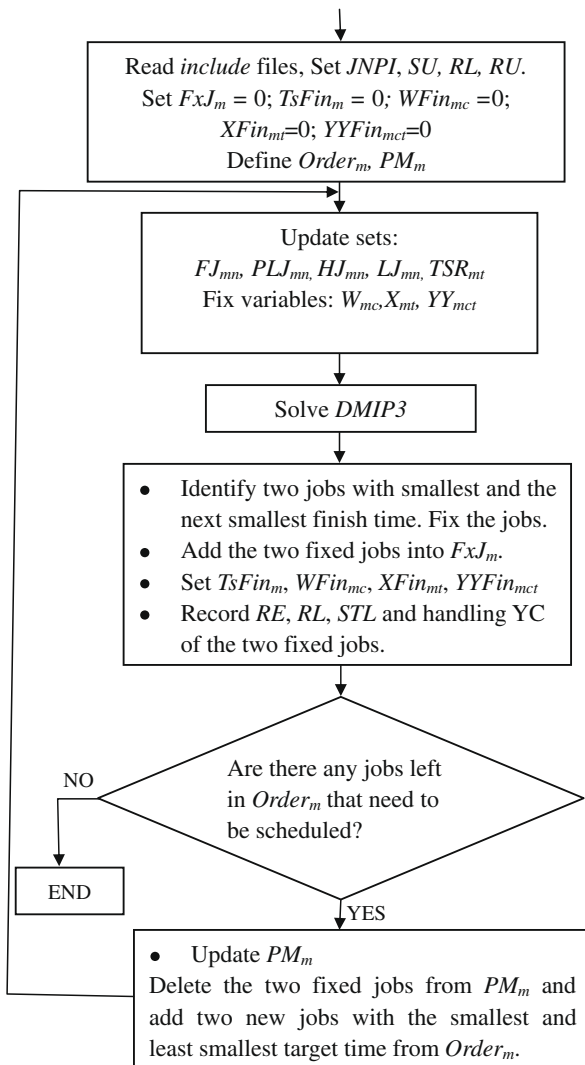 Read include files, Set JNPI, SU, RL, RU.
Set FxJm = 0; TsFinm = 0; WFinmc =0;
XFinmt=0; YYFinmct=0
Define Orderm, PMm
Update sets:
FJmn, PLJmn, HJmn, LJmn, TSRmt
Fix variables: Wmc,Xmt, YYmct
Solve DMIP3
• Identify two jobs with smallest and the
next smallest finish time. Fix the jobs.
• Add the two fixed jobs into FxJm.
• Set TsFinm, WFinmc, XFinmt, YYFinmct
• Record RE, RL, STL and handling YC
of the two fixed jobs.
Are there any jobs left
in Orderm that need to
be scheduled?
NO
END
YES
• Update PMm
Delete the two fixed jobs from PMm and
add two new jobs with the smallest and
least smallest target time from Orderm.